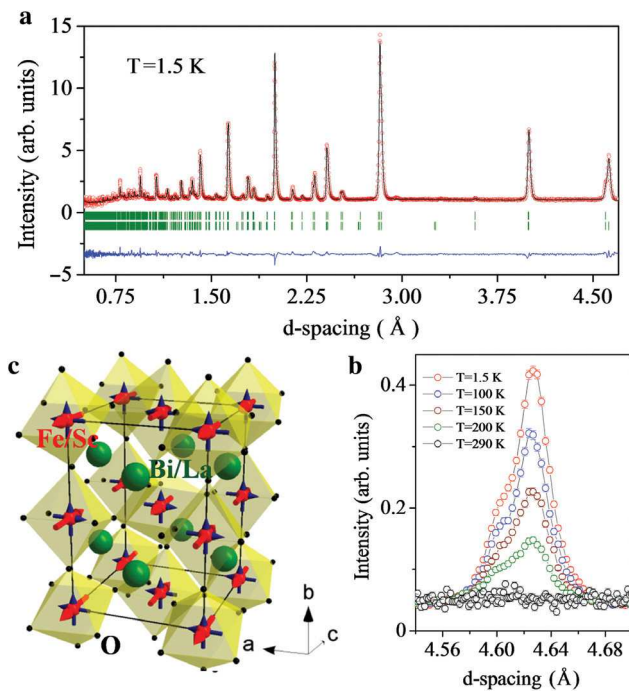 a
15
10
5
0
−5
Intensity (arb. units)
T=1.5 K
0.75 1.50 2.25 3.00 3.75 4.50
d-spacing ( Å )
c
Fe/Sc
Bi/La
O
a
b
c
b
0.4
0.2
0
Intensity (arb. units)
T=1.5 K
T=100 K
T=150 K
T=200 K
T=290 K
4.56 4.60 4.64 4.68
d-spacing (Å)